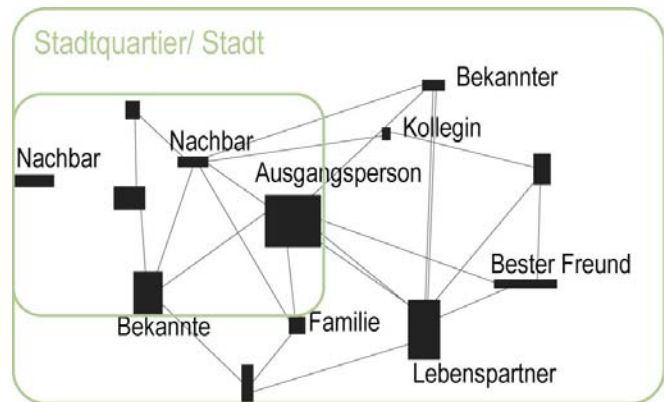 Stadtquartier/ Stadt
Bekannter
Kollegin
Nachbar
Nachbar
Ausgangsperson
Bester Freund
Bekannte
Familie
Lebenspartner